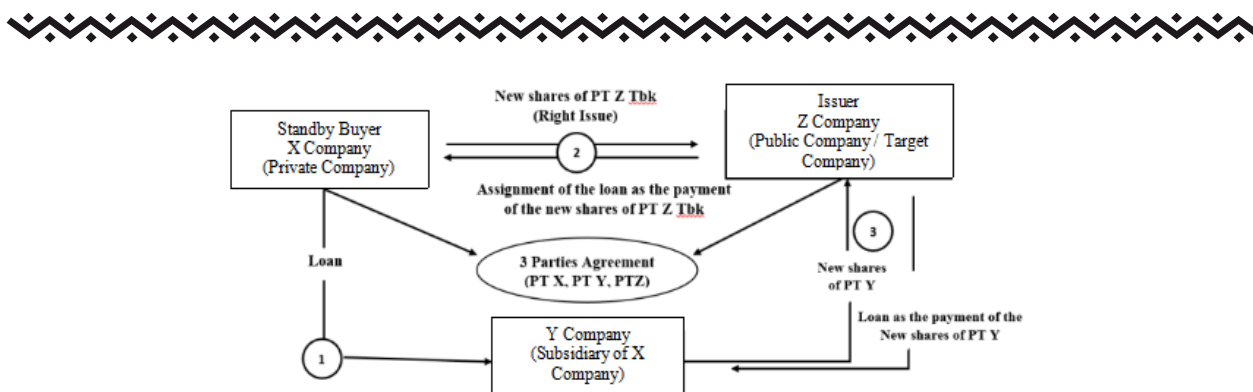 New shares of PT Z Tbk
(Right Issue)
Standby Buyer
X Company
(Private Company)
2
Issuer
Z Company
(Public Company / Target
Company)
Assignment of the loan as the payment
of the new shares of PT Z Tbk
Loan
3 Parties Agreement
(PT X, PT Y, PTZ)
3
New shares
of PT Y
Loan as the payment of the
New shares of PT Y
1
Y Company
(Subsidiary of X
Company)